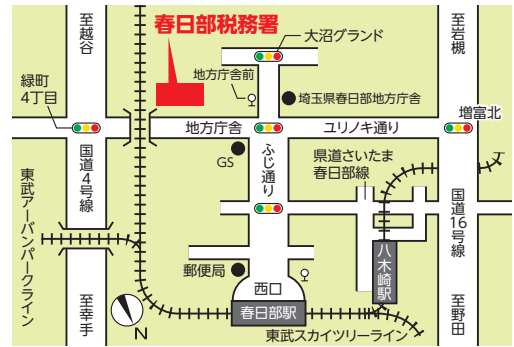 至越谷
春日部税務署
大沼グランド
至岩槻
地方庁舎前
埼玉県春日部地方庁舎
緑町
4丁目
増富北
地方庁舎
ユリノキ通り
国道4号線
GS
ふじ通り
県道さいたま
春日部線
東武アーバンパークライン
国道16号線
八木崎駅
郵便局
西口
至幸手
N
春日部駅
至野田
東武スカイツリーライン